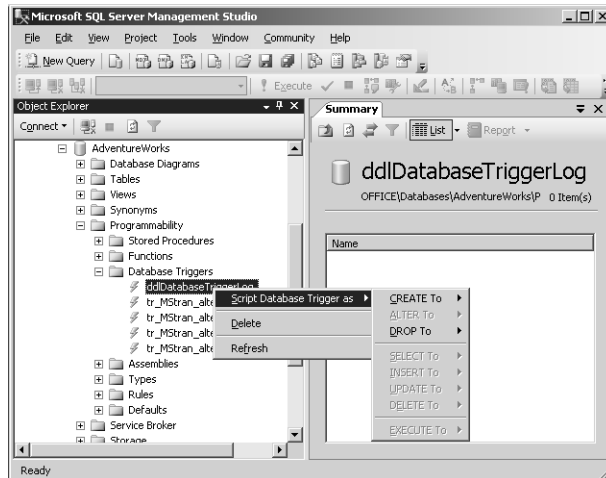 Microsoft SQL Server Management Studio
File Edit View Project Tools Window Community Help
New Query
Execute
Object Explorer
Connect
AdventureWorks
Database Diagrams
Tables
Views
Synonyms
Programmability
Stored Procedures
Functions
Database Triggers
ddlDatabaseTriggerLog
tr_MStran_alte
tr_MStran_alte
tr_MStran_alte
tr_MStran_alte
Assemblies
Types
Rules
Defaults
Service Broker
Storage
Script Database Trigger as
Delete
Refresh
CREATE To
ALTER To
DROP To
SELECT To
INSERT To
UPDATE To
DELETE To
EXECUTE To
Summary
List Report
ddlDatabaseTriggerLog
OFFICE\Databases\AdventureWorks\P 0 Item(s)
Name
Ready